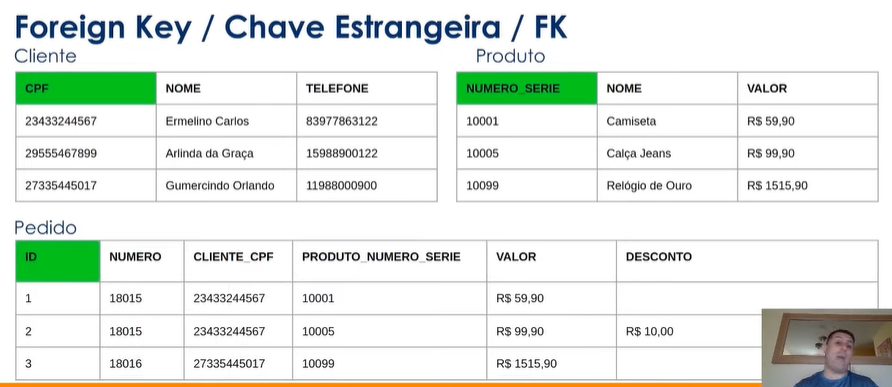 Foreign Key / Chave Estrangeira / FK
Cliente
CPF NOME TELEFONE
23433244567 Ermelino Carlos 83977863122
29555467899 Arlinda da Graça 15988900122
27335445017 Gumercindo Orlando 11988000900
Produto
NUMERO_SERIE NOME VALOR
10001 Camiseta R$ 59,90
10005 Calça Jeans R$ 99,90
10099 Relógio de Ouro R$ 1515,90
Pedido
ID NUMERO CLIENTE_CPF PRODUTO_NUMERO_SERIE VALOR DESCONTO
1 18015 23433244567 10001 R$ 59,90
2 18015 23433244567 10005 R$ 99,90 R$ 10,00
3 18016 27335445017 10099 R$ 1515,90